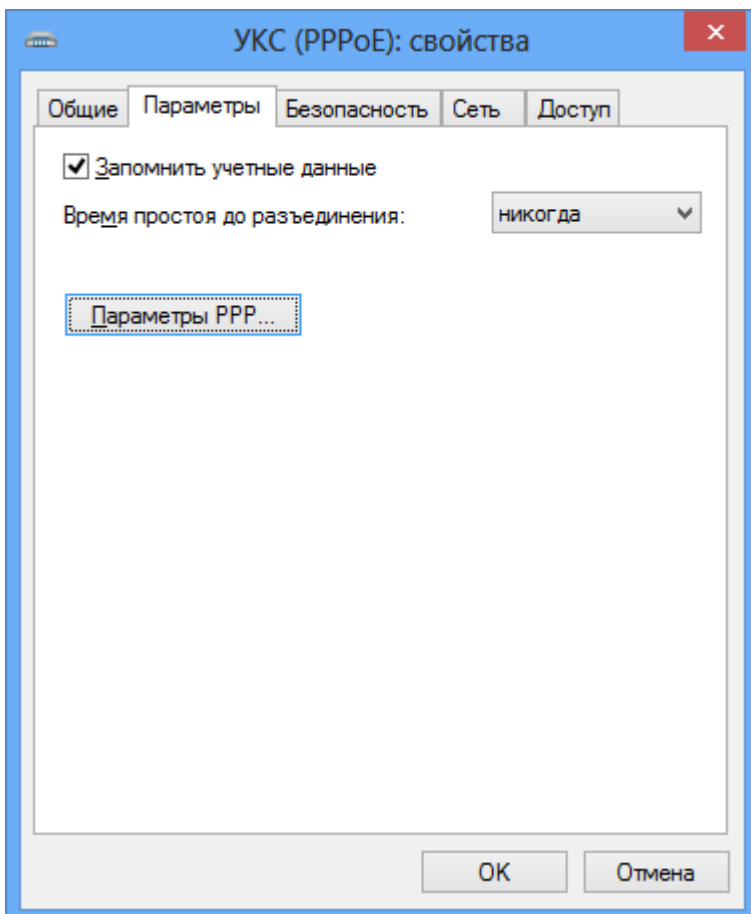 УКС (PPPoE): свойства
Общие Параметры Безопасность Сеть Доступ
Запомнить учетные данные
Время простоя до разъединения: никогда
Параметры PPP...
ОК Отмена